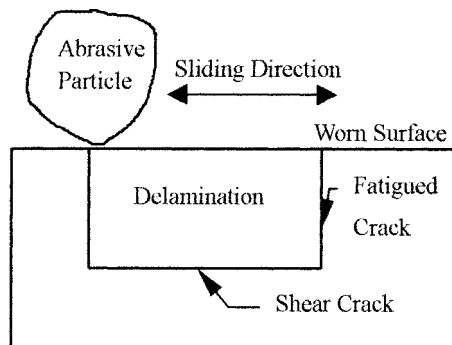 Abrasive
Particle
Sliding Direction
Worn Surface
Delamination
Fatigued
Crack
Shear Crack